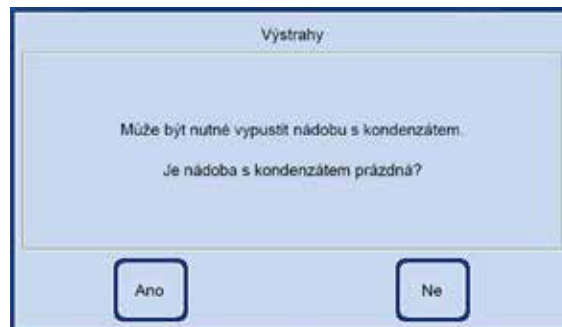 Výstrahy
Může být nutné vypustit nádobu s kondenzátem.
Je nádoba s kondenzátem prázdná?
Ano
Ne